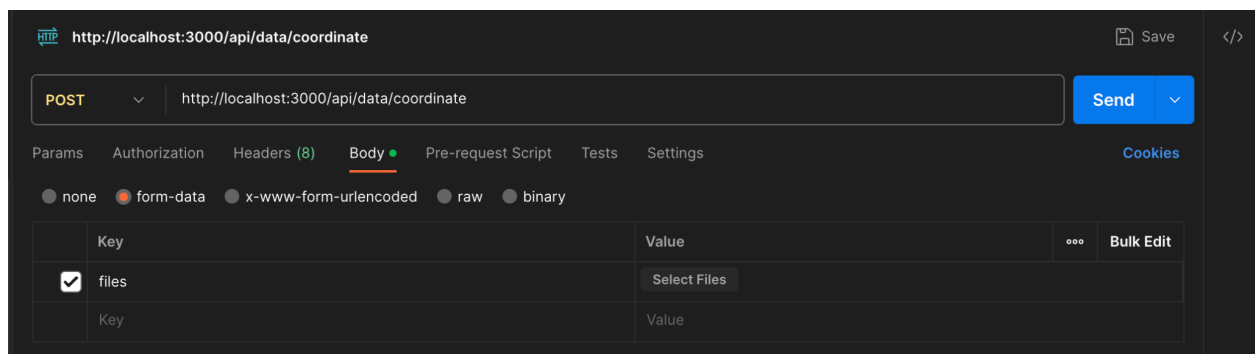 HTTP http://localhost:3000/api/data/coordinate Save </>
POST http://localhost:3000/api/data/coordinate Send
Params Authorization Headers (8) Body Pre-request Script Tests Settings Cookies
none form-data x-www-form-urlencoded raw binary
Key Value ooo Bulk Edit
files Select Files
Key Value